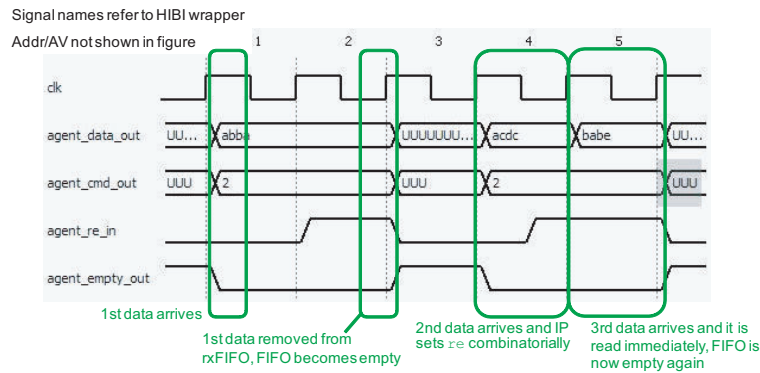 Signal names refer to HIBI wrapper
Addr/AV not shown in figure
1 2 3 4 5
clk
agent_data_out UU... abba UUUUUUU... acdc babe UU...
agent_cmd_out UUU 2 UUU 2 UUU
agent_re_in
agent_empty_out
1st data arrives
1st data removed from
rxFIFO, FIFO becomes empty
2nd data arrives and IP
sets re combinatorially
3rd data arrives and it is
read immediately, FIFO is
now empty again